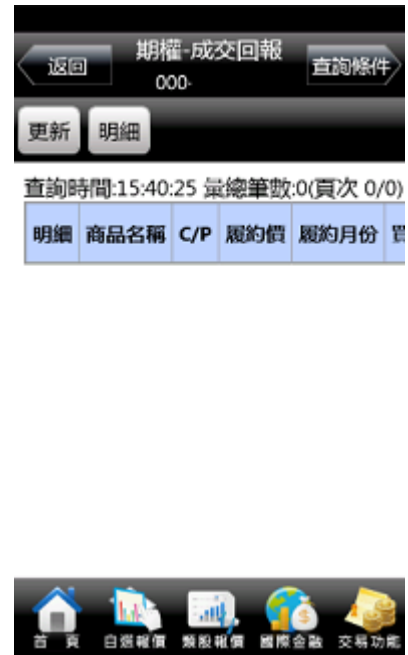 返回
期權-成交回報
000-
查詢條件
更新 明細
查詢時間:15:40:25 量總筆數:0(頁次 0/0)
明細 商品名稱 C/P 履約價 履約月份
首 頁 自選報價 類股報價 國際金融 交易功能